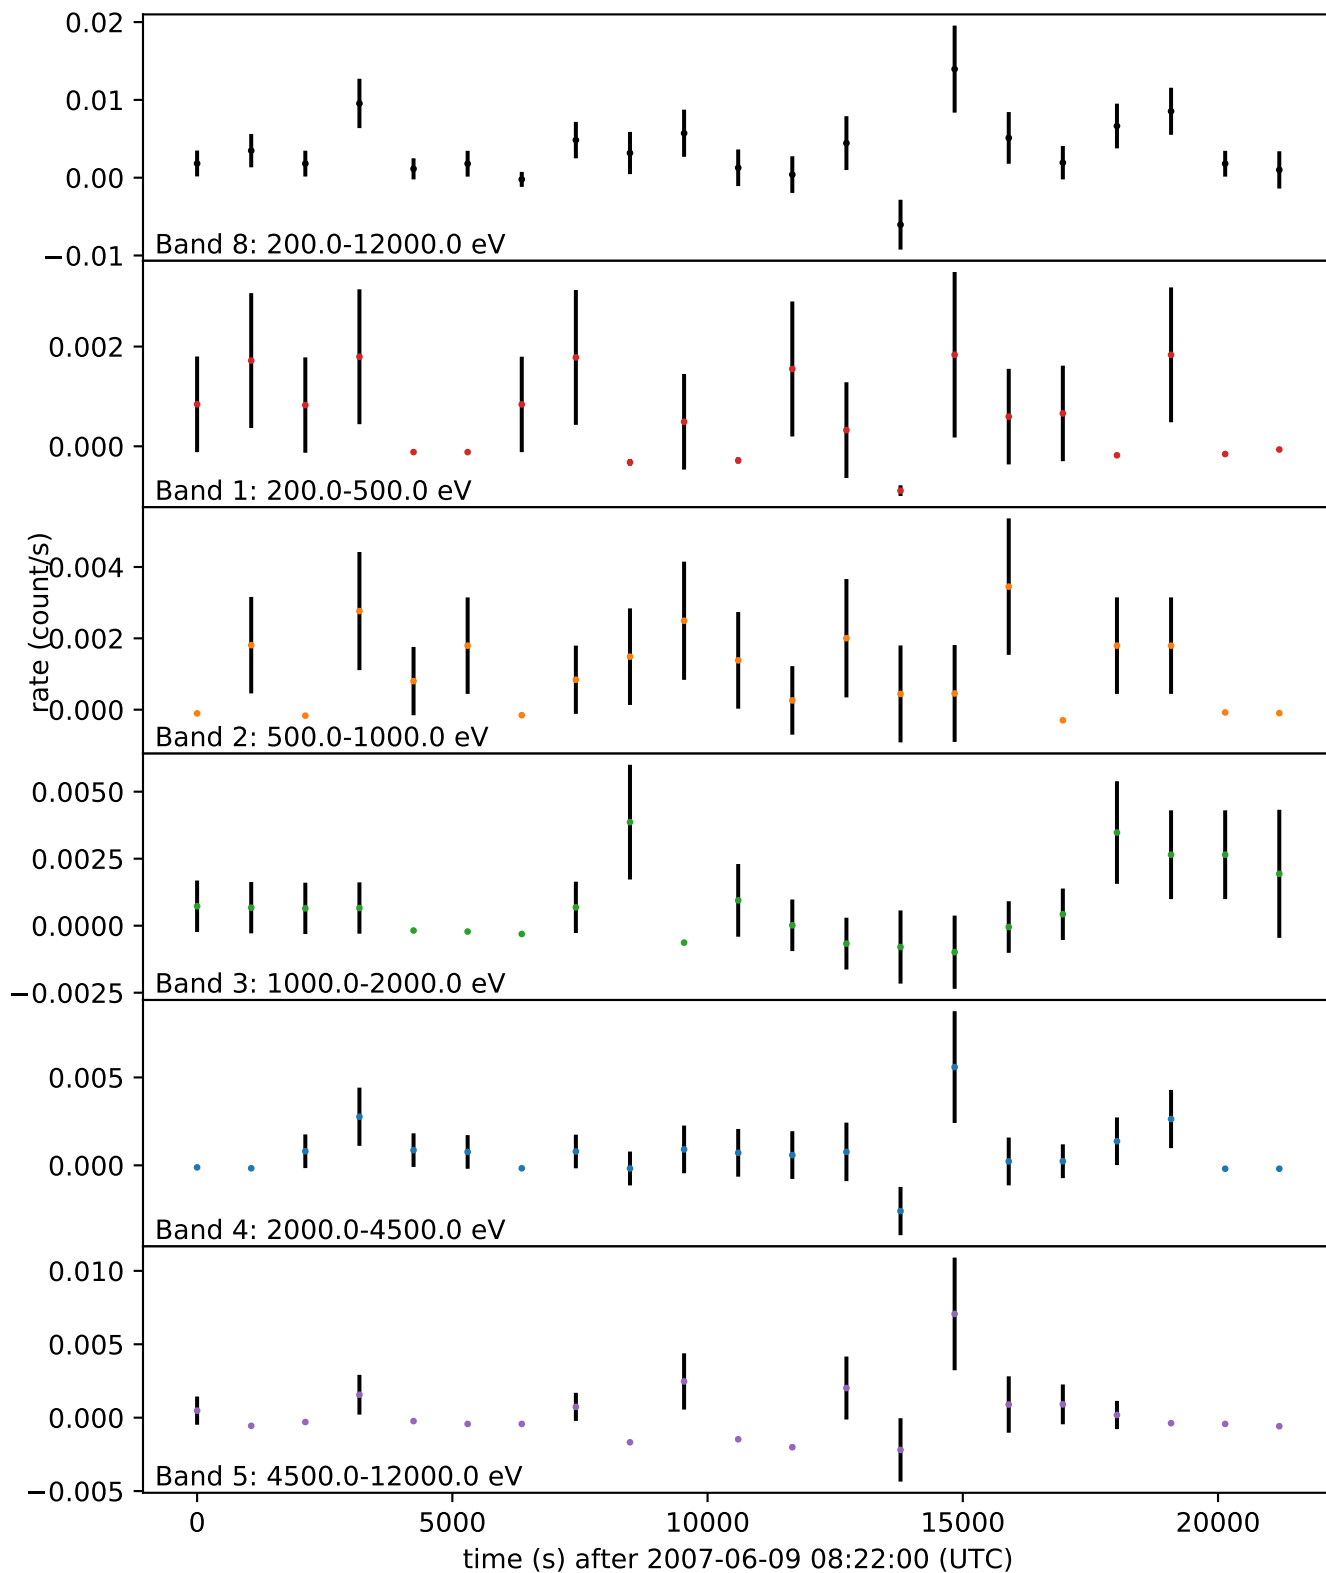 0.02
0.01
0.00
−0.01
Band 8: 200.0-12000.0 eV
0.002
0.000
Band 1: 200.0-500.0 eV
rate (count/s)
0.004
0.002
0.000
Band 2: 500.0-1000.0 eV
0.0050
0.0025
0.0000
−0.0025
Band 3: 1000.0-2000.0 eV
0.005
0.000
Band 4: 2000.0-4500.0 eV
0.010
0.005
0.000
−0.005
Band 5: 4500.0-12000.0 eV
0 5000 10000 15000 20000
time (s) after 2007-06-09 08:22:00 (UTC)